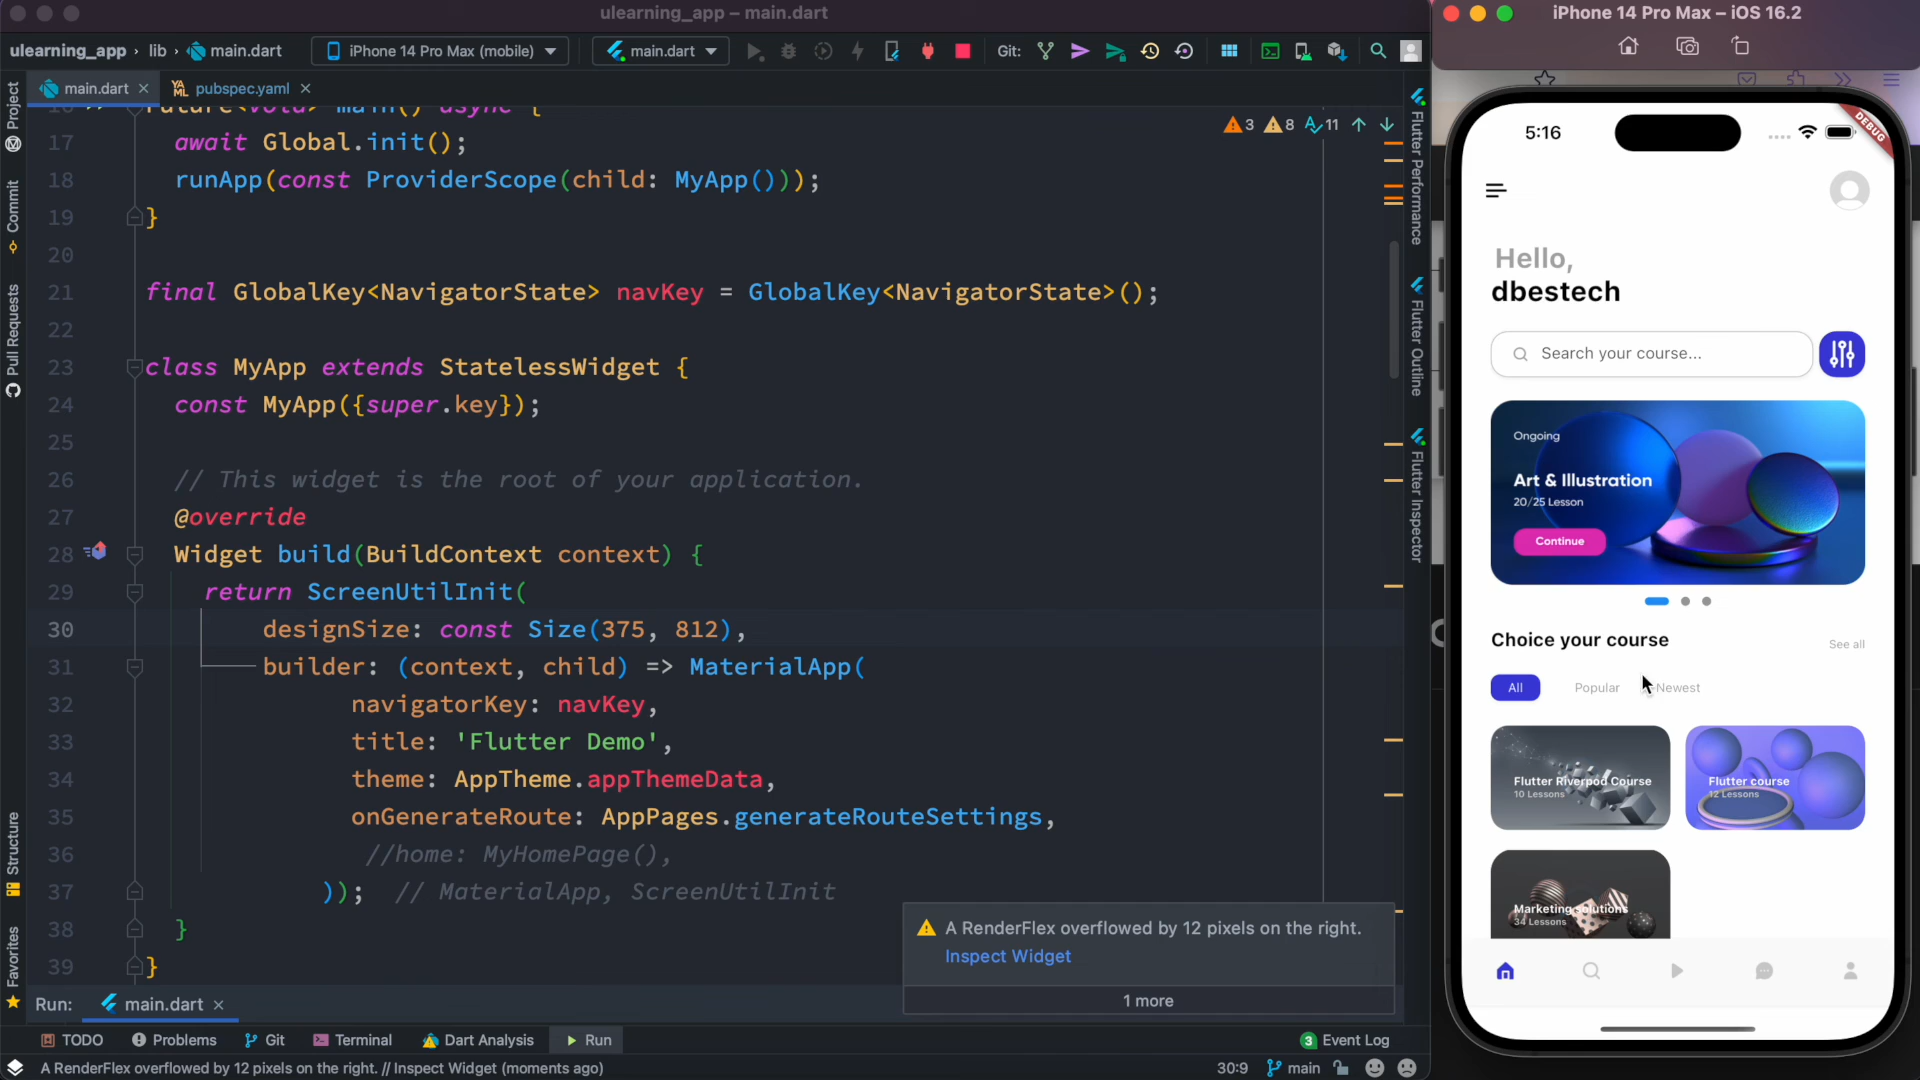 ulearning_app – main.dart
ulearning_app › lib › main.dart
iPhone 14 Pro Max (mobile)
main.dart
Git:
main.dart
pubspec.yaml
Project
Commit
Pull Requests
Structure
Favorites
Future<void> main() async {
17 await Global.init();
18 runApp(const ProviderScope(child: MyApp()));
19 }
20
21 final GlobalKey<NavigatorState> navKey = GlobalKey<NavigatorState>();
22
23 class MyApp extends StatelessWidget {
24 const MyApp({super.key});
25
26 // This widget is the root of your application.
27 @override
28 Widget build(BuildContext context) {
29 return ScreenUtilInit(
30 designSize: const Size(375, 812),
31 builder: (context, child) => MaterialApp(
32 navigatorKey: navKey,
33 title: 'Flutter Demo',
34 theme: AppTheme.appThemeData,
35 onGenerateRoute: AppPages.generateRouteSettings,
36 //home: MyHomePage(),
37 )); // MaterialApp, ScreenUtilInit
38 }
39 }
3 8 11
Flutter Performance
Flutter Outline
Flutter Inspector
A RenderFlex overflowed by 12 pixels on the right.
Inspect Widget
1 more
Run: main.dart
TODO
Problems
Git
Terminal
Dart Analysis
Run
3 Event Log
A RenderFlex overflowed by 12 pixels on the right. // Inspect Widget (moments ago)
30:9
main
iPhone 14 Pro Max – iOS 16.2
5:16
DEBUG
Hello,
dbestech
Search your course...
Ongoing
Art & Illustration
20/25 Lesson
Continue
Choice your course
See all
All
Popular
Newest
Flutter Riverpod Course
10 Lessons
Flutter course
12 Lessons
Marketing solutions
34 Lessons